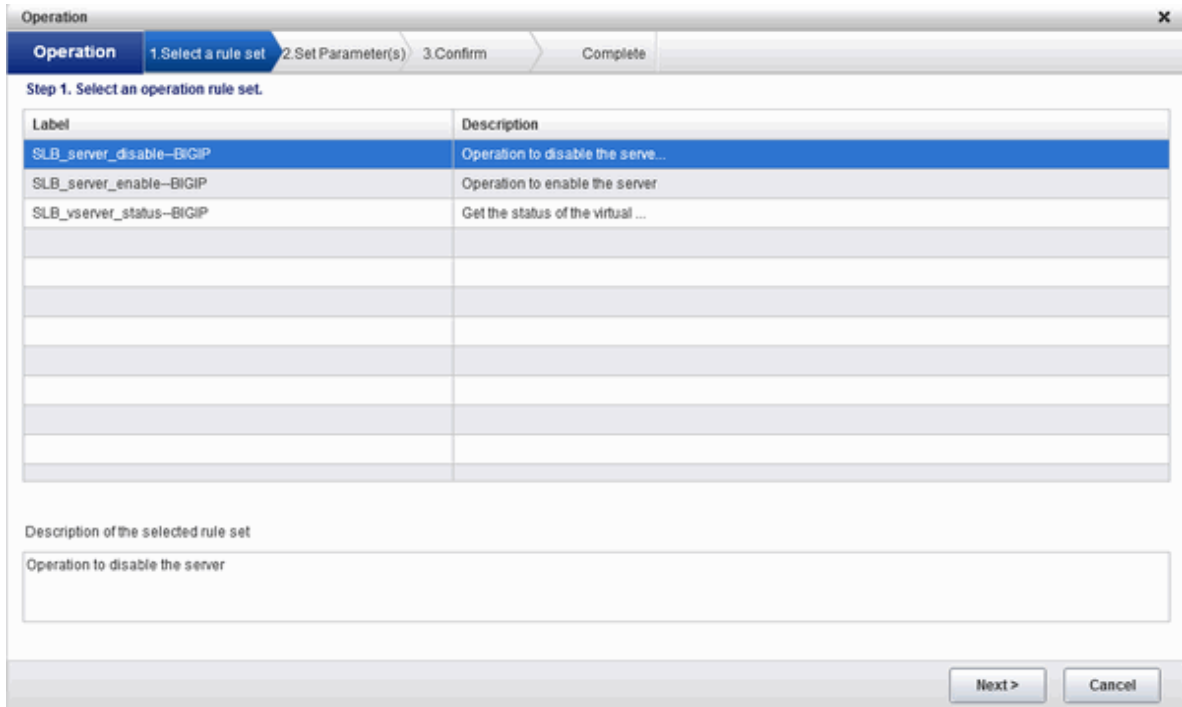 Operation
Operation 1.Select a rule set 2.Set Parameter(s) 3.Confirm Complete
Step 1. Select an operation rule set.
Label Description
SLB_server_disable--BIGIP Operation to disable the serve...
SLB_server_enable--BIGIP Operation to enable the server
SLB_vserver_status--BIGIP Get the status of the virtual ...
Description of the selected rule set
Operation to disable the server
Next > Cancel